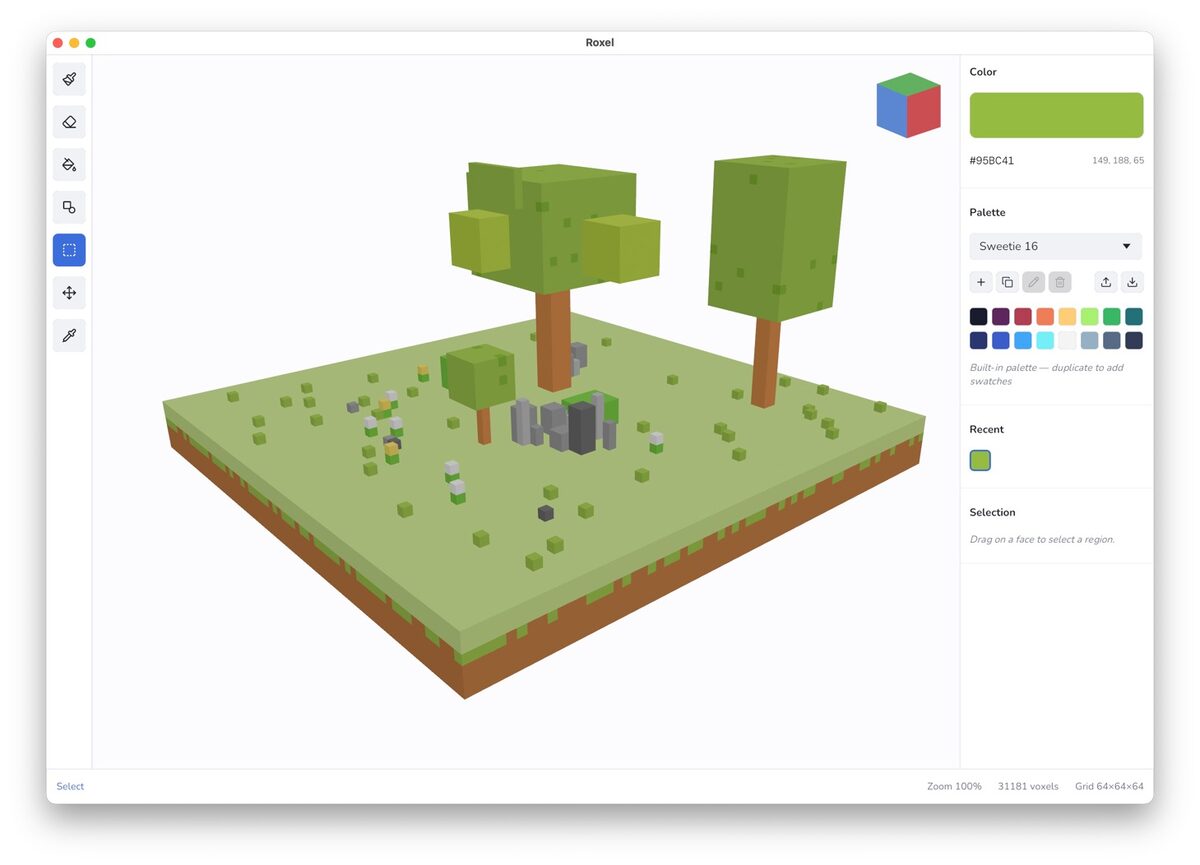 Roxel
Color
#95BC41
149, 188, 65
Palette
Sweetie 16
Built-in palette — duplicate to add
swatches
Recent
Selection
Drag on a face to select a region.
Select
Zoom 100%
31181 voxels
Grid 64×64×64